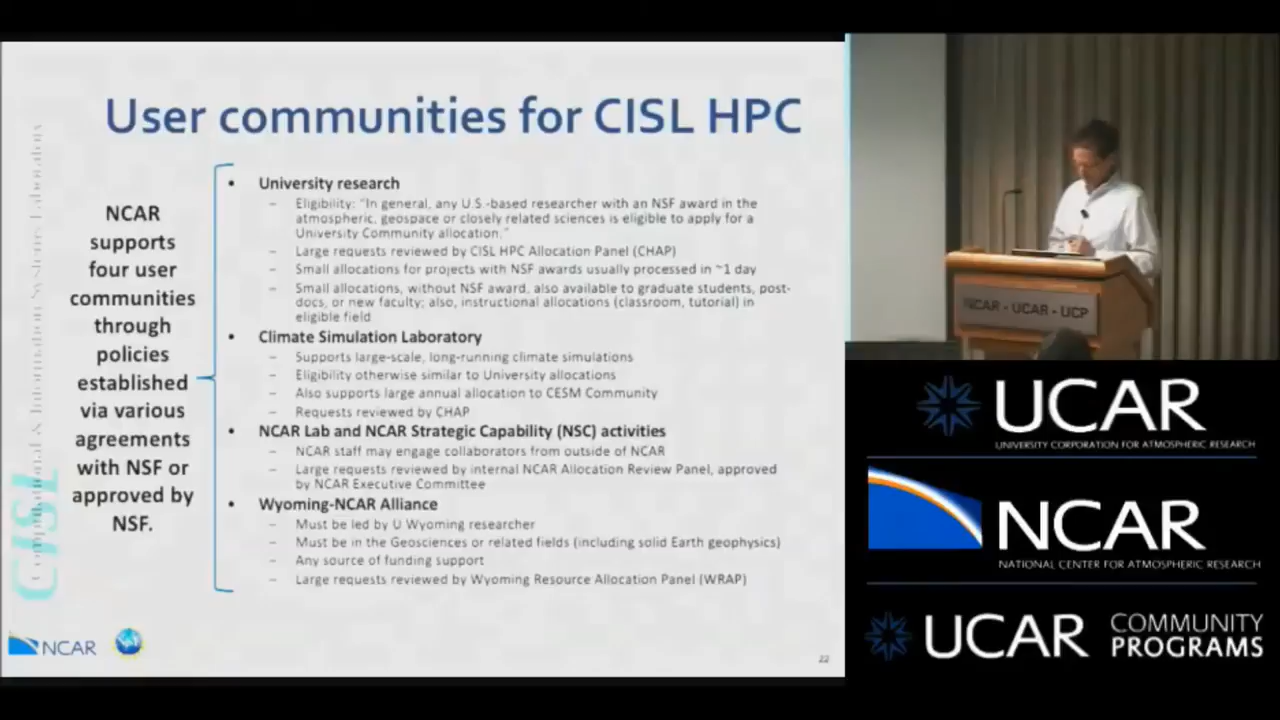 User communities for CISL HPC
NCAR
supports
four user
communities
through
policies
established
via various
agreements
with NSF or
approved by
NSF.
• University research
– Eligibility: "In general, any U.S.-based researcher with an NSF award in the
atmospheric, geospace or closely related sciences is eligible to apply for a
University Community allocation."
– Large requests reviewed by CISL HPC Allocation Panel (CHAP)
– Small allocations for projects with NSF awards usually processed in ~1 day
– Small allocations, without NSF award, also available to graduate students, post-
docs, or new faculty; also, instructional allocations (classroom, tutorial) in
eligible field
• Climate Simulation Laboratory
– Supports large-scale, long-running climate simulations
– Eligibility otherwise similar to University allocations
– Also supports large annual allocation to CESM Community
– Requests reviewed by CHAP
• NCAR Lab and NCAR Strategic Capability (NSC) activities
– NCAR staff may engage collaborators from outside of NCAR
– Large requests reviewed by internal NCAR Allocation Review Panel, approved
by NCAR Executive Committee
• Wyoming-NCAR Alliance
– Must be led by U Wyoming researcher
– Must be in the Geosciences or related fields (including solid Earth geophysics)
– Any source of funding support
– Large requests reviewed by Wyoming Resource Allocation Panel (WRAP)
CISL
Computational & Information Systems Laboratory
NCAR
22
NCAR - UCAR - UCP
UCAR
UNIVERSITY CORPORATION FOR ATMOSPHERIC RESEARCH
NCAR
NATIONAL CENTER FOR ATMOSPHERIC RESEARCH
UCAR COMMUNITY
PROGRAMS